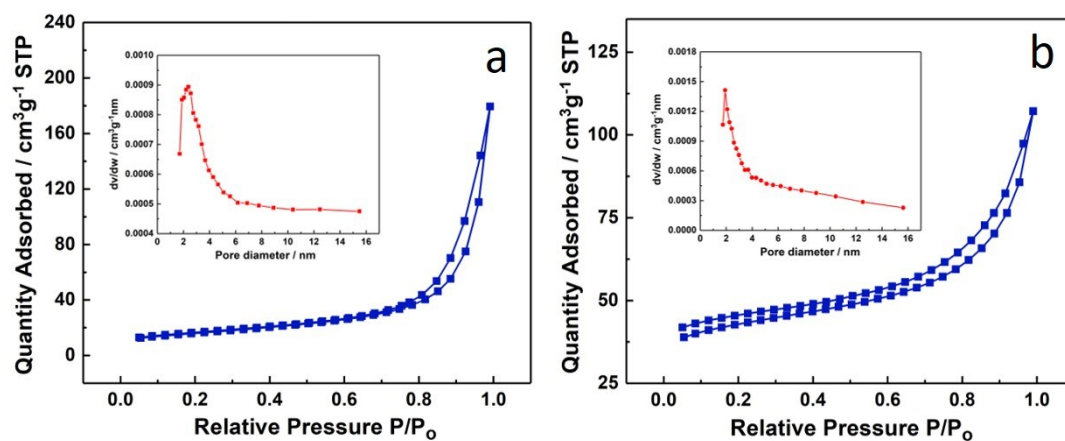 a
Quantity Adsorbed / cm³g⁻¹ STP
240
200
160
120
80
40
0
0.0 0.2 0.4 0.6 0.8 1.0
Relative Pressure P/Pₒ
dv/dw / cm³g⁻¹nm
0.0010
0.0009
0.0008
0.0007
0.0006
0.0005
0.0004
0 2 4 6 8 10 12 14 16
Pore diameter / nm
b
Quantity Adsorbed / cm³g⁻¹ STP
125
100
75
50
25
0.0 0.2 0.4 0.6 0.8 1.0
Relative Pressure P/Pₒ
dv/dw / cm³g⁻¹nm
0.0018
0.0015
0.0012
0.0009
0.0006
0.0003
0.0000
0 2 4 6 8 10 12 14 16
Pore diameter / nm